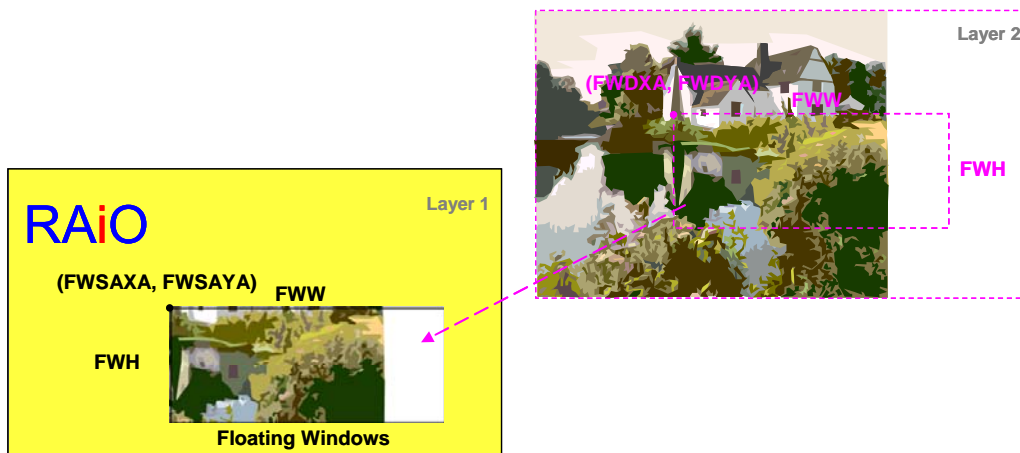 Layer 2
(FWDXA, FWDYA)
FWW
FWH
Layer 1
RAiO
(FWSAXA, FWSAYA)
FWW
FWH
Floating Windows